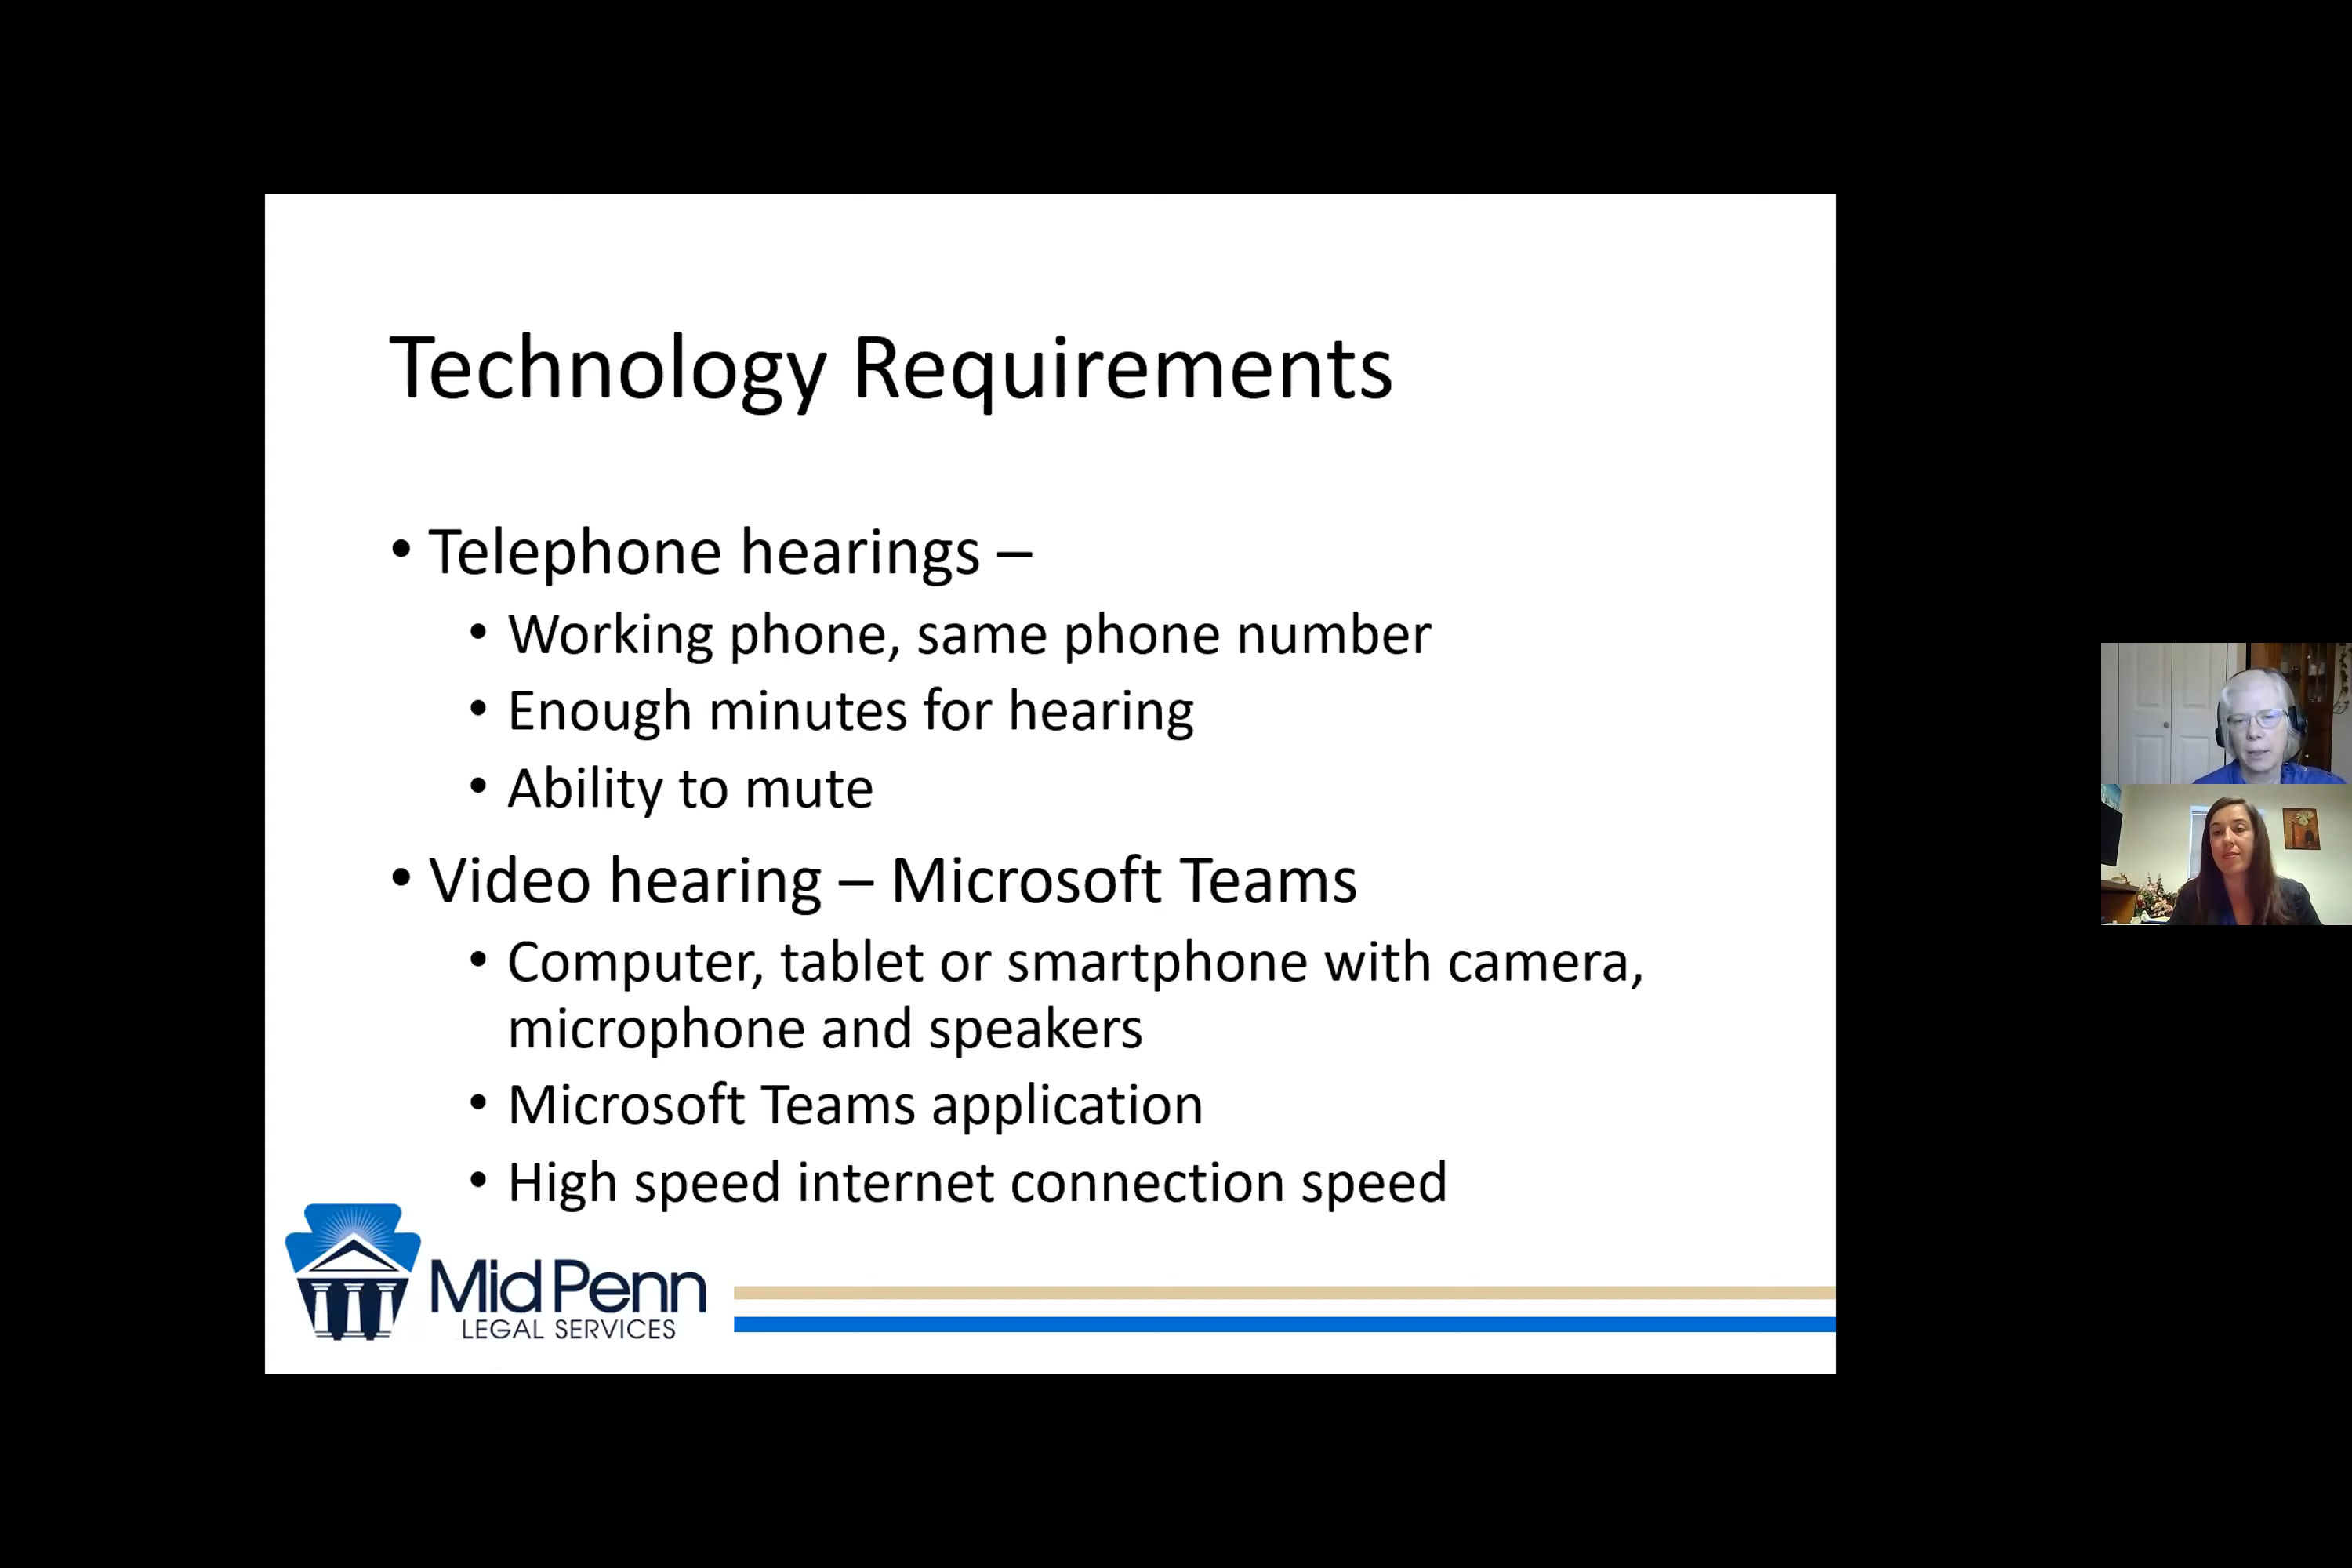 Technology Requirements
• Telephone hearings –
• Working phone, same phone number
• Enough minutes for hearing
• Ability to mute
• Video hearing – Microsoft Teams
• Computer, tablet or smartphone with camera,
microphone and speakers
• Microsoft Teams application
• High speed internet connection speed
MidPenn
LEGAL SERVICES